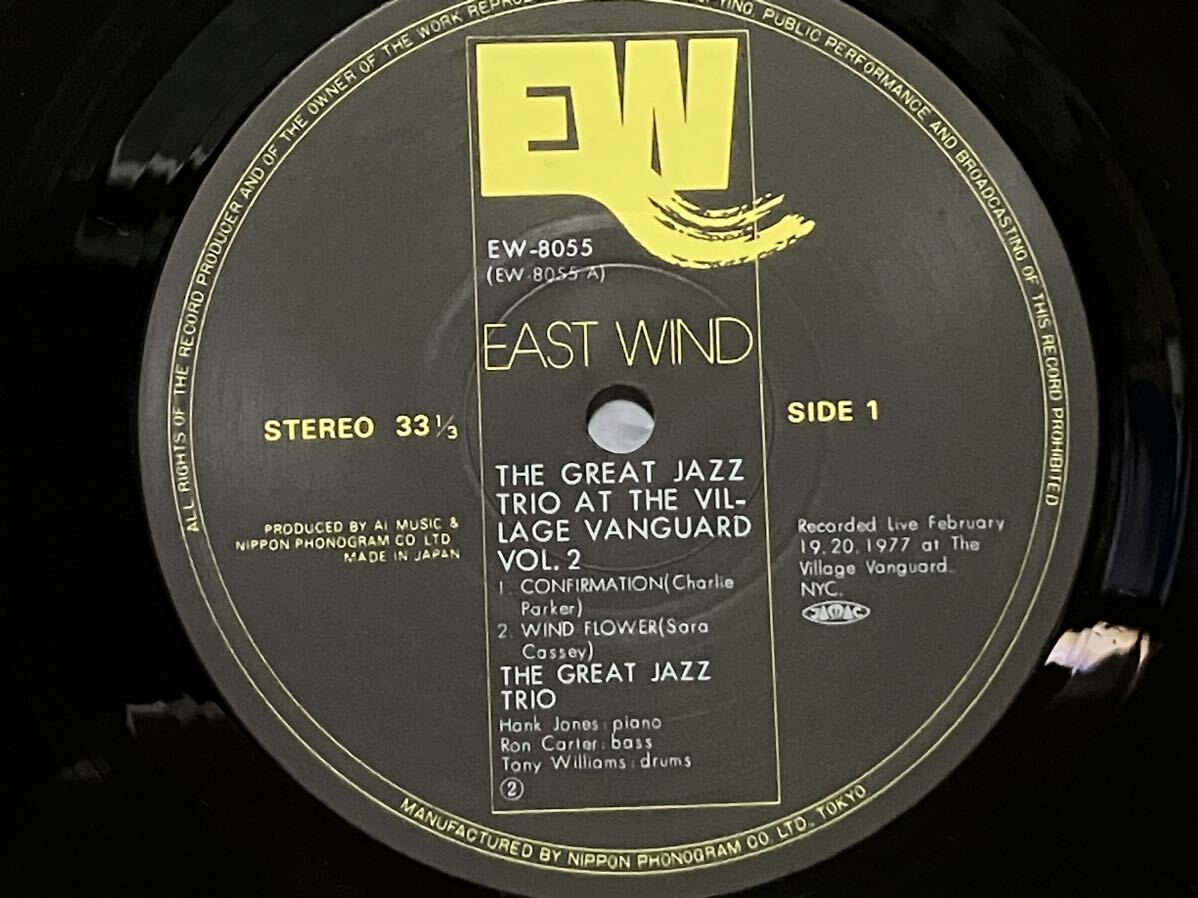 ALL RIGHTS OF THE RECORD PRODUCER AND OF THE OWNER OF THE WORK REPRODUCED
COPYING, PUBLIC PERFORMANCE AND BROADCASTING OF THIS RECORD PROHIBITED
EW
EW-8055
(EW-8055 A)
EAST WIND
STEREO 33⅓
SIDE 1
PRODUCED BY AI MUSIC &
NIPPON PHONOGRAM CO LTD
MADE IN JAPAN
THE GREAT JAZZ
TRIO AT THE VIL-
LAGE VANGUARD
VOL. 2
1. CONFIRMATION(Charlie
Parker)
2. WIND FLOWER(Sara
Cassey)
THE GREAT JAZZ
TRIO
Hank Jones: piano
Ron Carter: bass
Tony Williams: drums
②
Recorded Live February
19. 20. 1977 at The
Village Vanguard.
NYC.
JASRAC
MANUFACTURED BY NIPPON PHONOGRAM CO. LTD., TOKYO